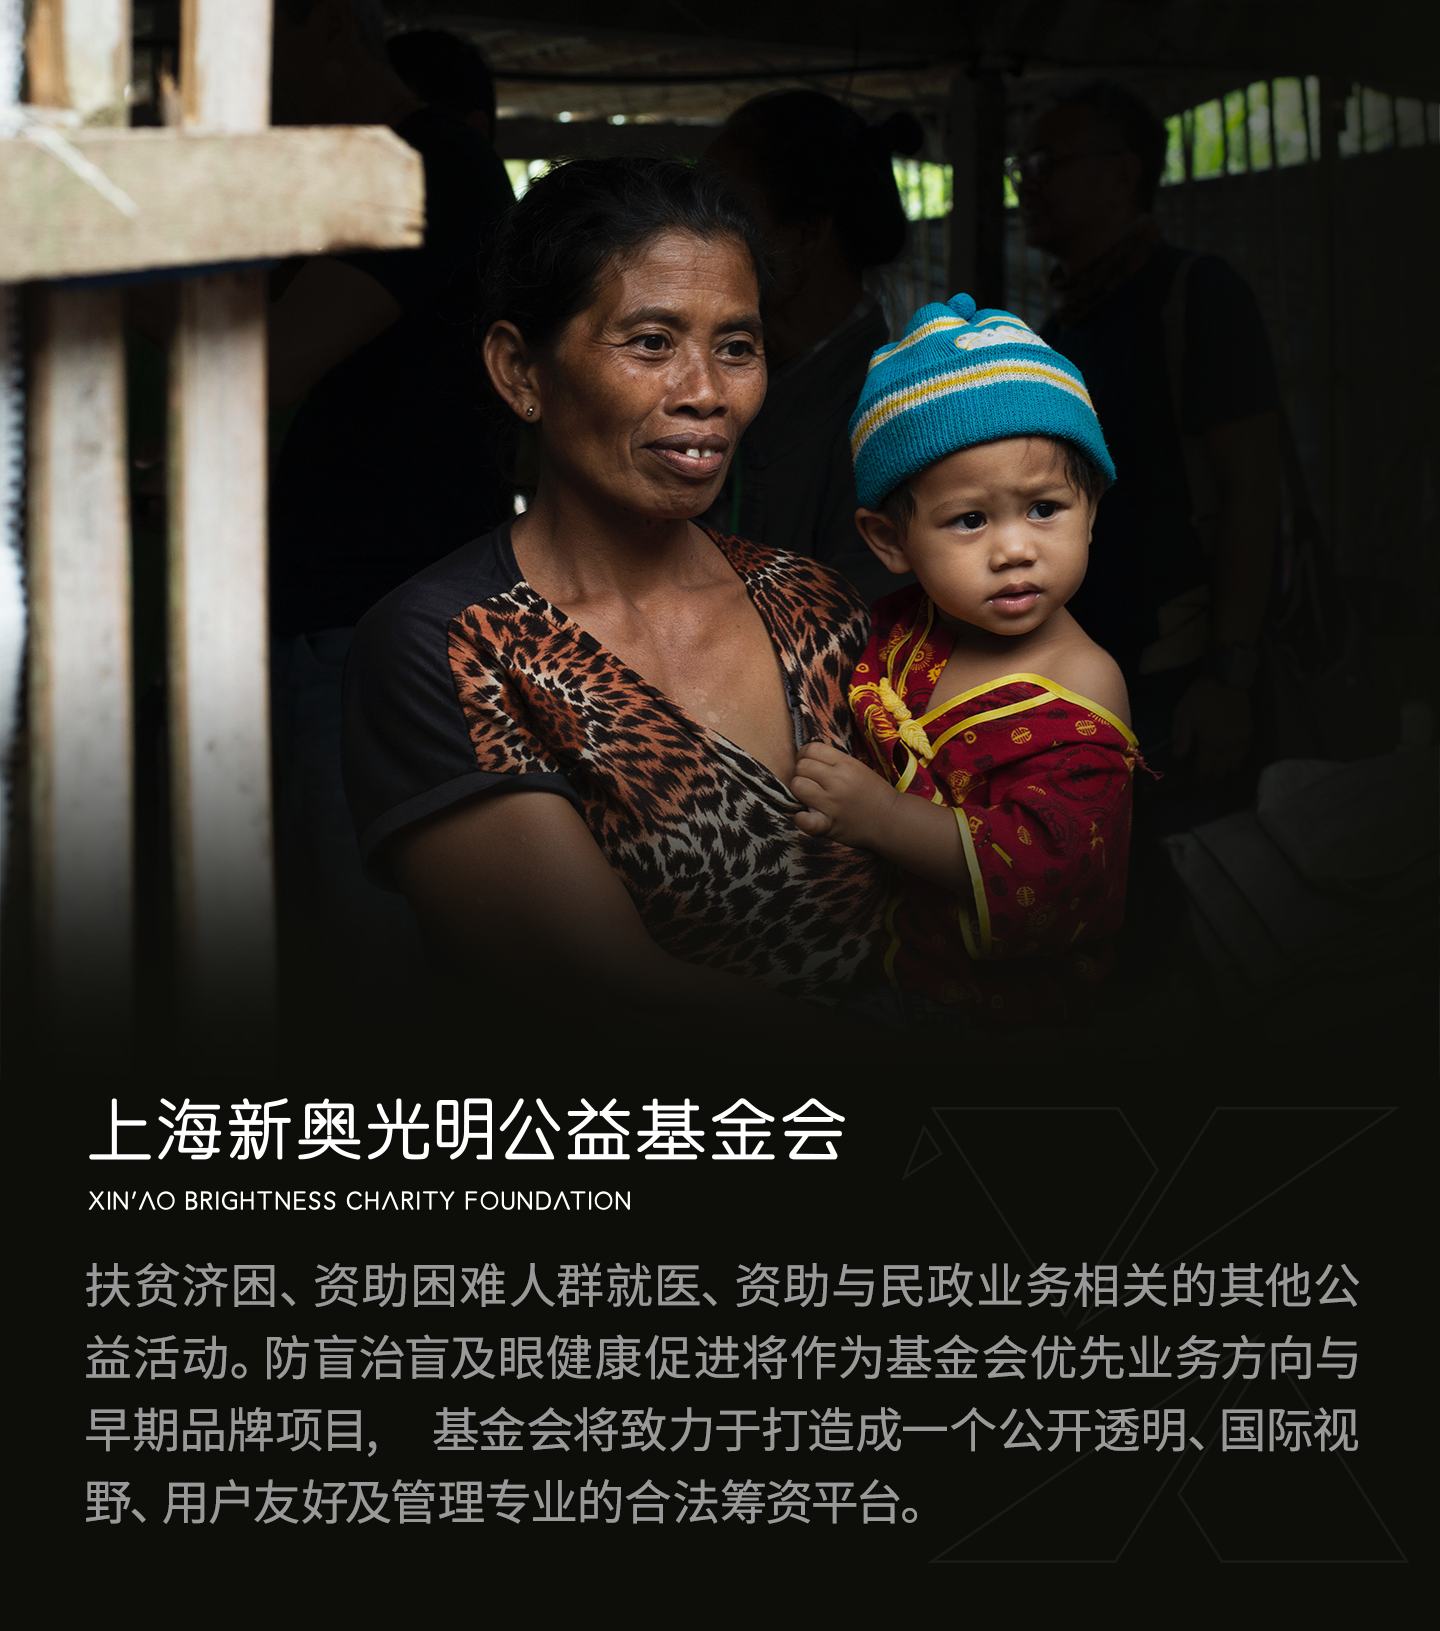 上海新奥光明公益基金会
XIN'AO BRIGHTNESS CHARITY FOUNDATION
扶贫济困、资助困难人群就医、资助与民政业务相关的其他公
益活动。防盲治盲及眼健康促进将作为基金会优先业务方向与
早期品牌项目， 基金会将致力于打造成一个公开透明、国际视
野、用户友好及管理专业的合法筹资平台。